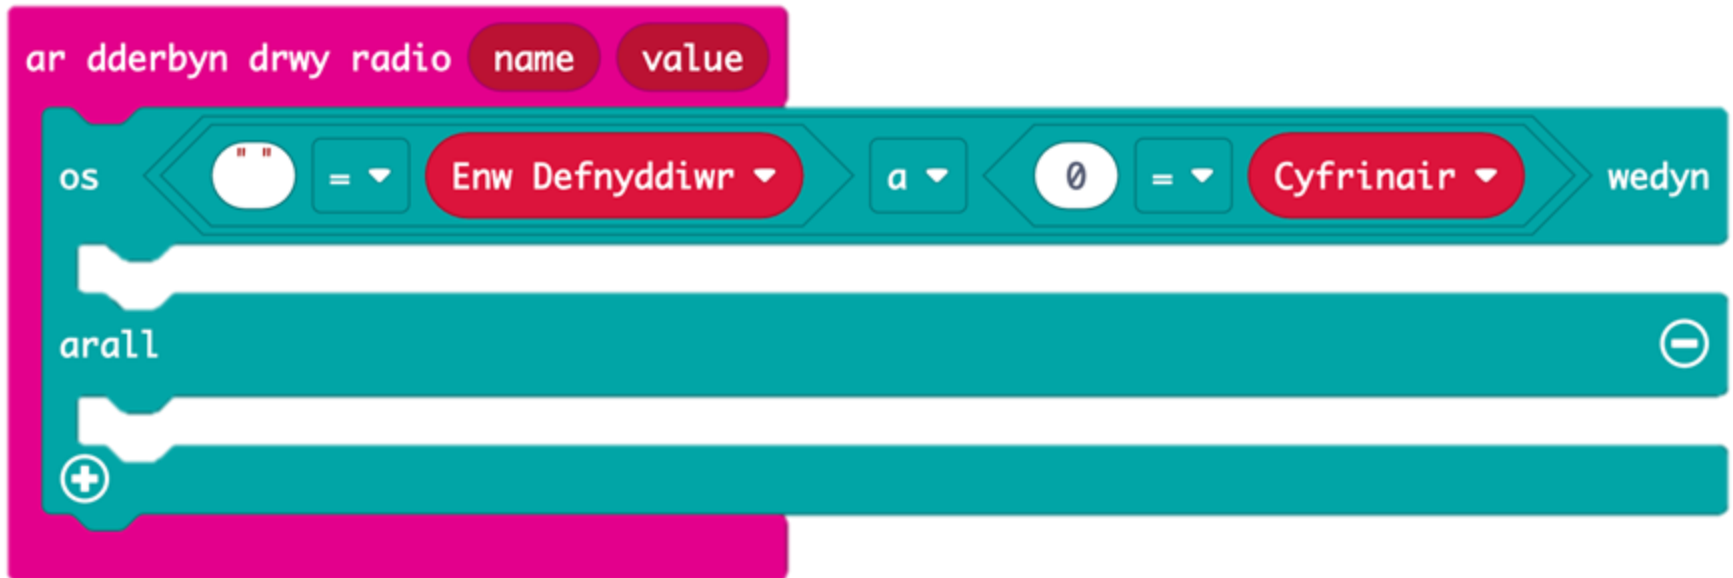 ar dderbyn drwy radio name value
os " " = Enw Defnyddiwr a 0 = Cyfrinair wedyn
arall